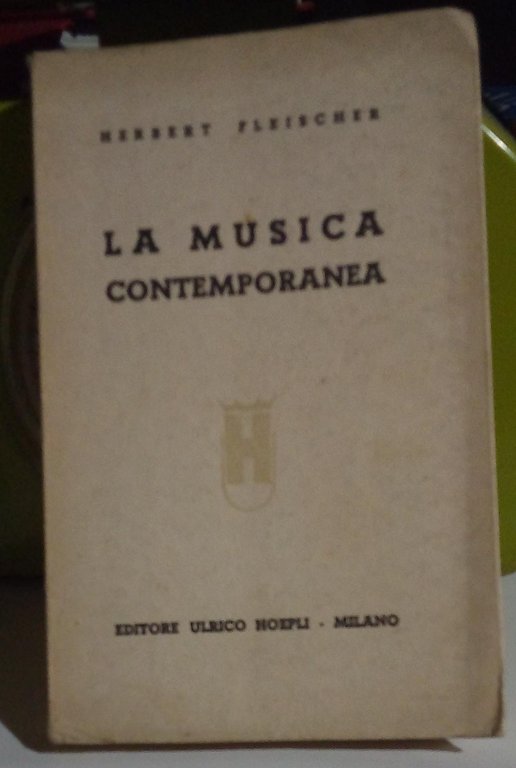 HERBERT FLEISCHER
LA MUSICA
CONTEMPORANEA
H
EDITORE ULRICO HOEPLI - MILANO